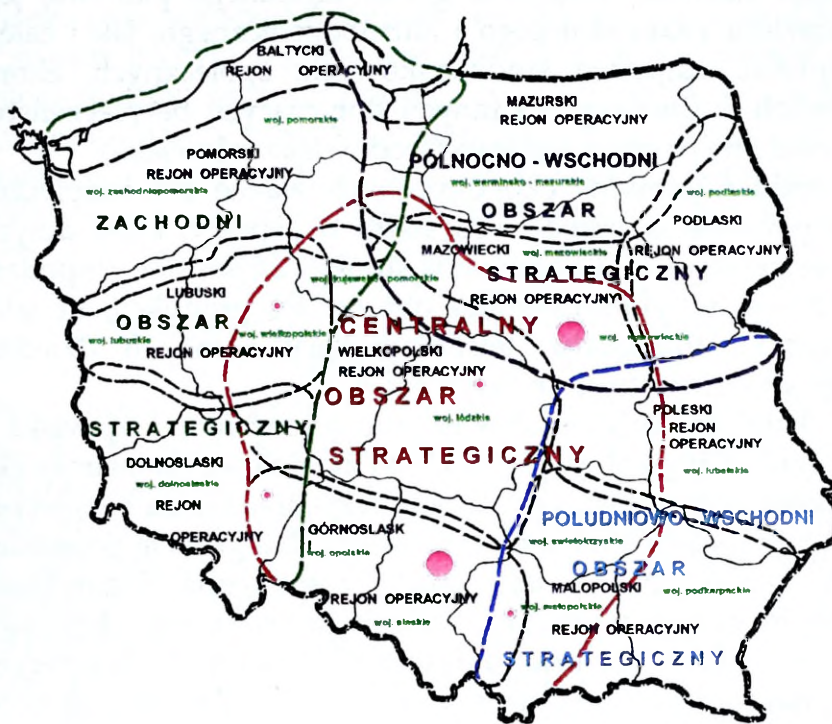 BAŁTYCKI
REJON OPERACYJNY
MAZURSKI
REJON OPERACYJNY
woj. pomorskie
POMORSKI
REJON OPERACYJNY
woj. zachodniopomorskie
PÓŁNOCNO - WSCHODNI
woj. warminsko - mazurskie
woj. podlaskie
ZACHODNI
OBSZAR
PODLASKI
REJON OPERACYJNY
MAZOWIECKI
woj. mazowieckie
STRATEGICZNY
REJON OPERACYJNY
woj. kujawsko - pomorskie
LUBUSKI
OBSZAR
woj. wielkopolskie
CENTRALNY
woj. lubuskie
REJON OPERACYJNY
WIELKOPOLSKI
REJON OPERACYJNY
woj. mazowieckie
OBSZAR
woj. łódzkie
POLESKI
REJON
OPERACYJNY
STRATEGICZNY
STRATEGICZNY
DOLNOSLASKI
woj. dolnoslaskie
REJON
OPERACYJNY
woj. lubelskie
GÓRNOSLASK
I
woj. opolskie
POLUDNIOWO - WSCHODNI
woj. swietokrzyskie
OBSZAR
MALOPOLSKI
woj. podkarpackie
REJON OPERACYJNY
woj. malopolskie
woj. slaskie
REJON OPERACYJNY
STRATEGICZNY